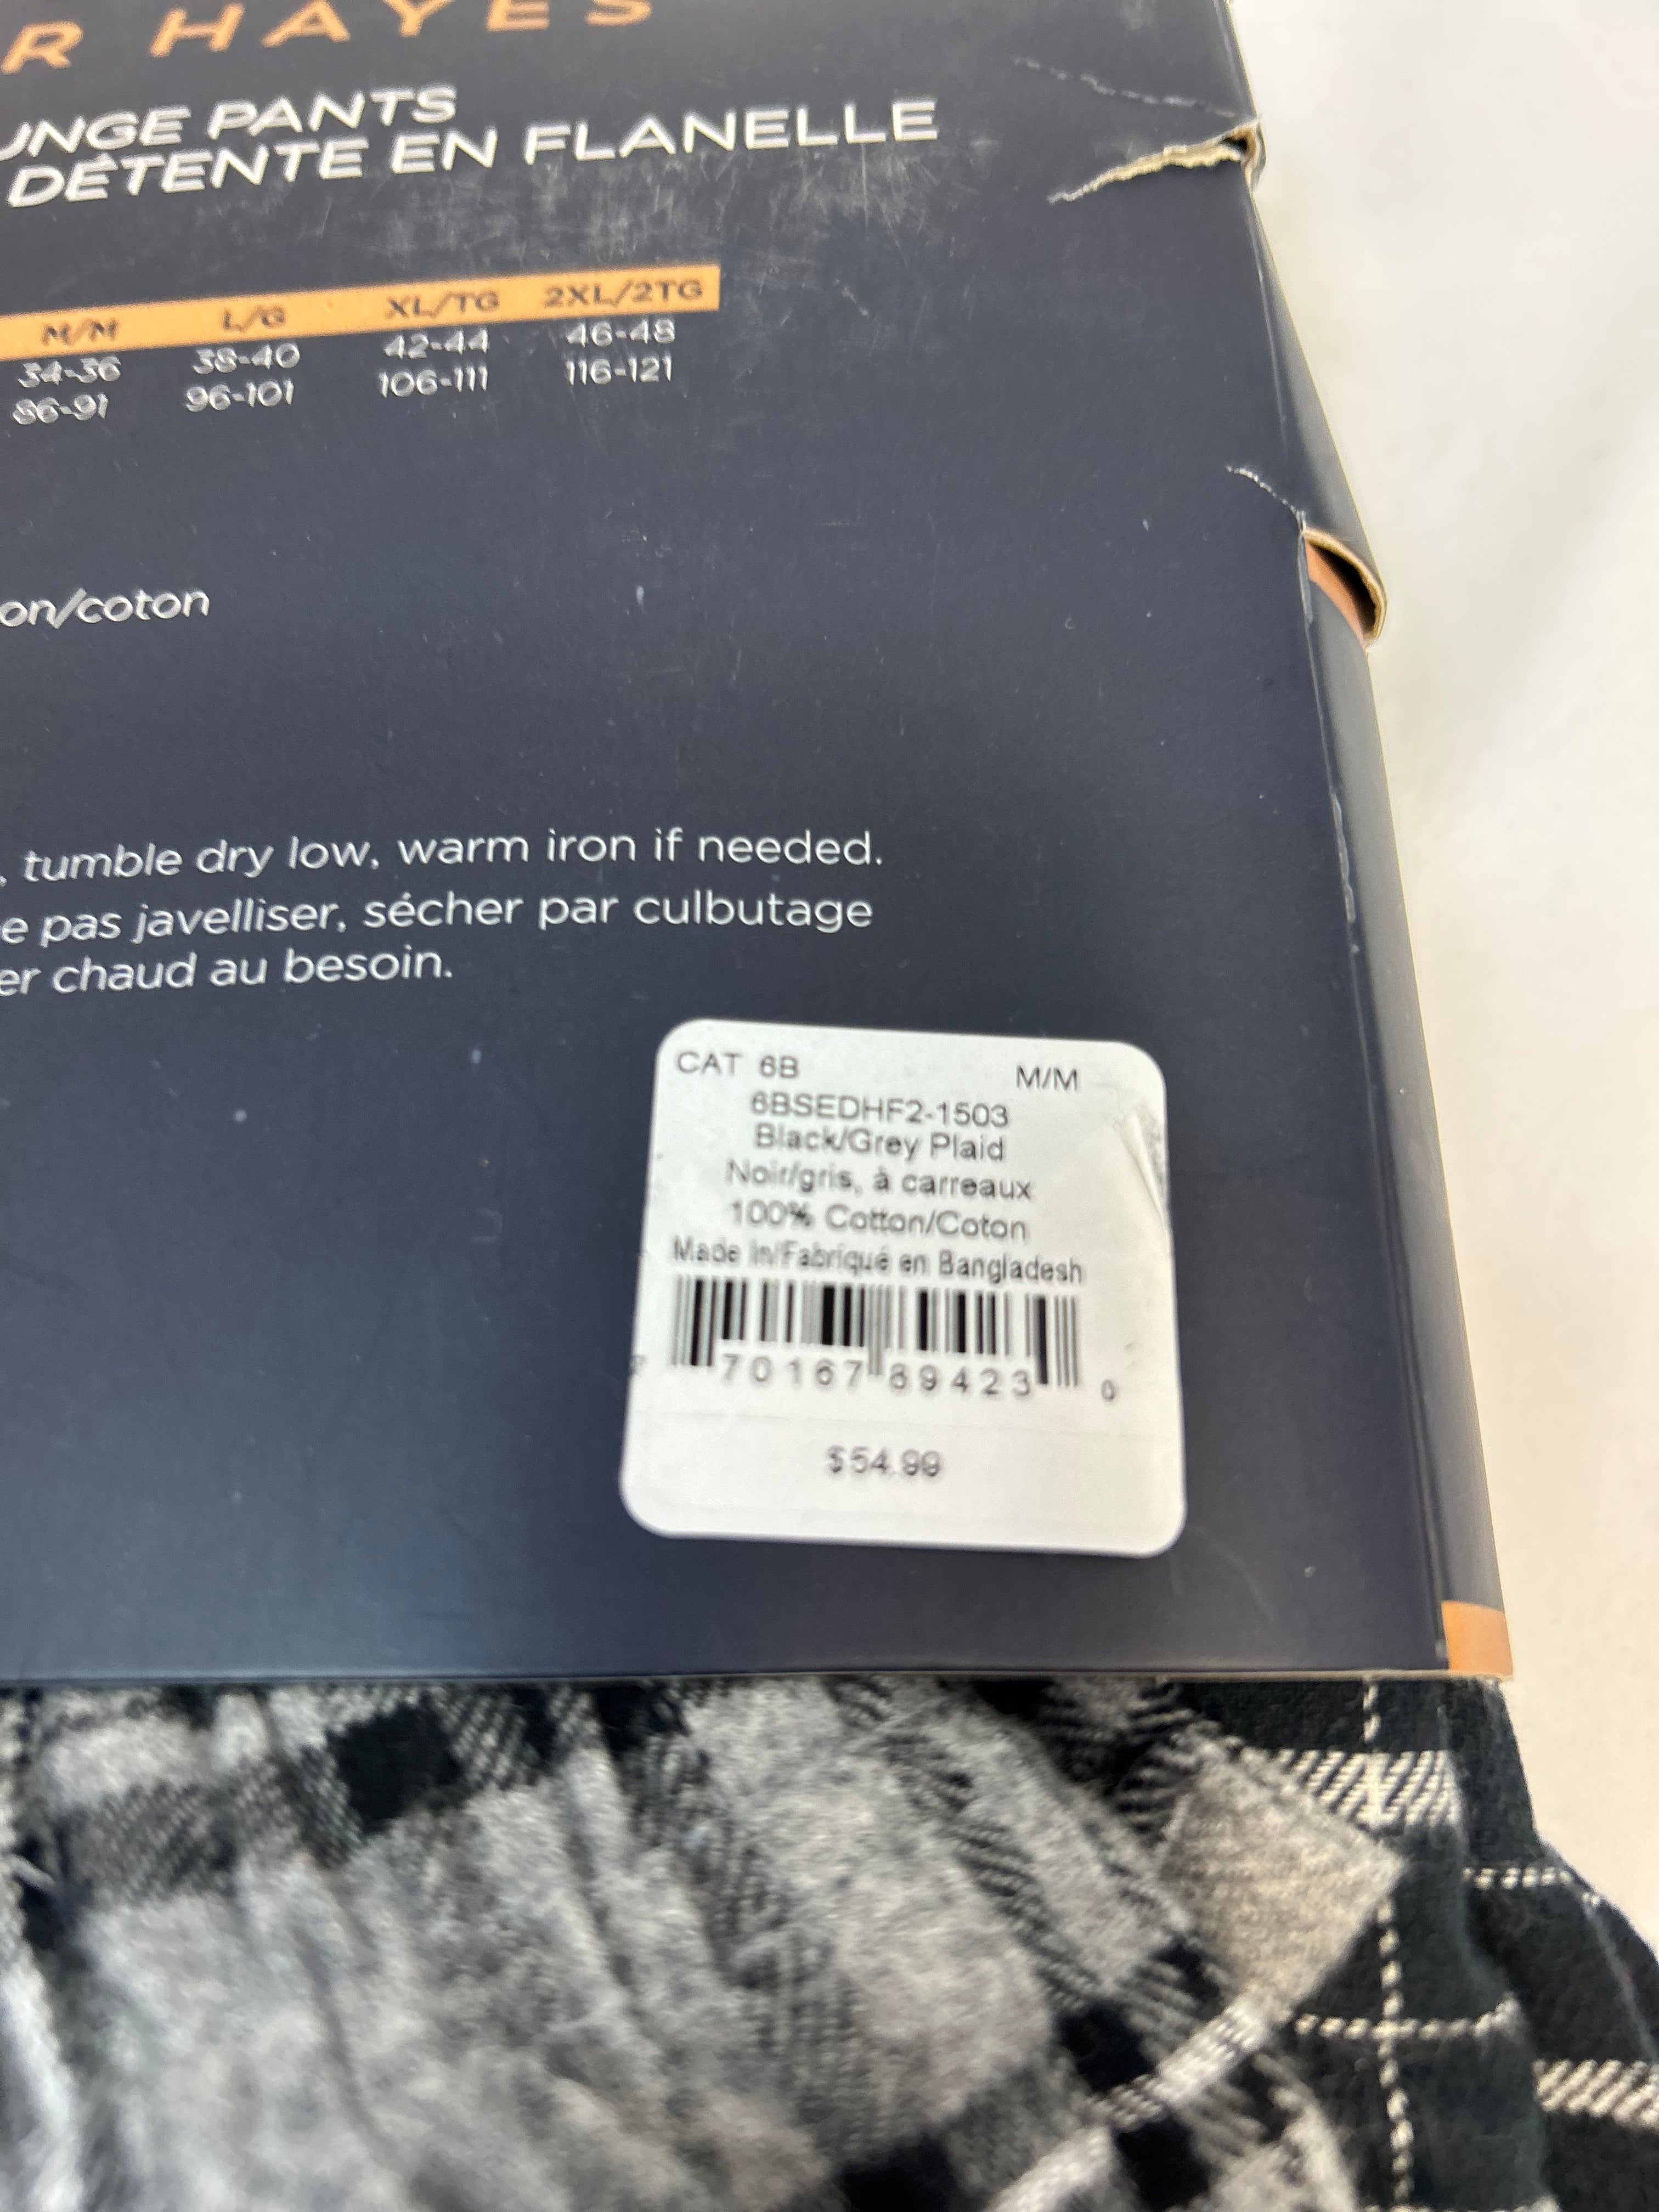 R HAYES
UNGE PANTS
DÉTENTE EN FLANELLE
M/M L/G XL/TG 2XL/2TG
34-36 38-40 42-44 46-48
86-91 96-101 106-111 116-121
on/coton
, tumble dry low, warm iron if needed.
e pas javelliser, sécher par culbutage
er chaud au besoin.
CAT 6B M/M
6BSEDHF2-1503
Black/Grey Plaid
Noir/gris, à carreaux
100% Cotton/Coton
Made In/Fabriqué en Bangladesh
70167 89423 0
$54.99